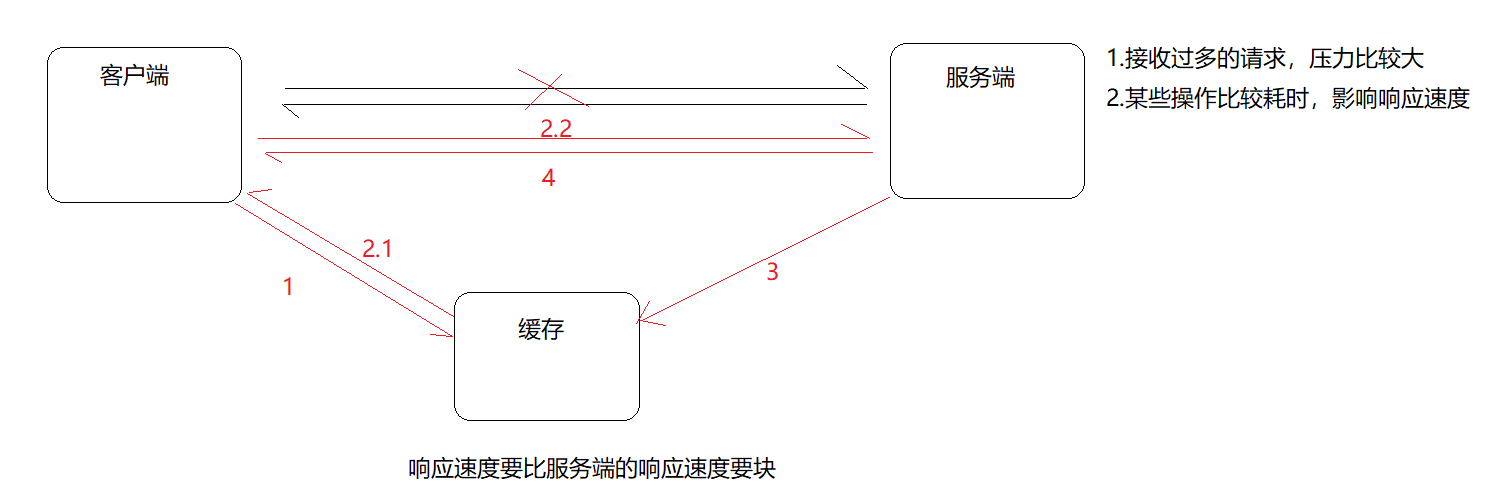 客户端
服务端
1.接收过多的请求，压力比较大
2.某些操作比较耗时，影响响应速度
2.2
4
2.1
1
3
缓存
响应速度要比服务端的响应速度要块